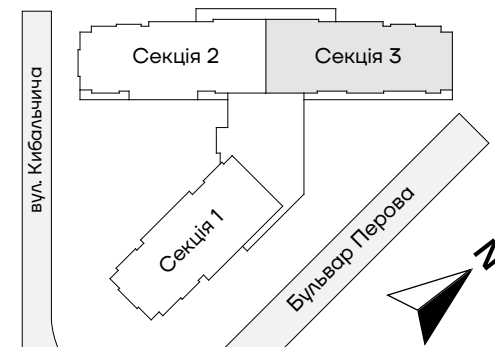 Секція 2
Секція 3
вул. Кибальчича
Секція 1
Бульвар Перова
N